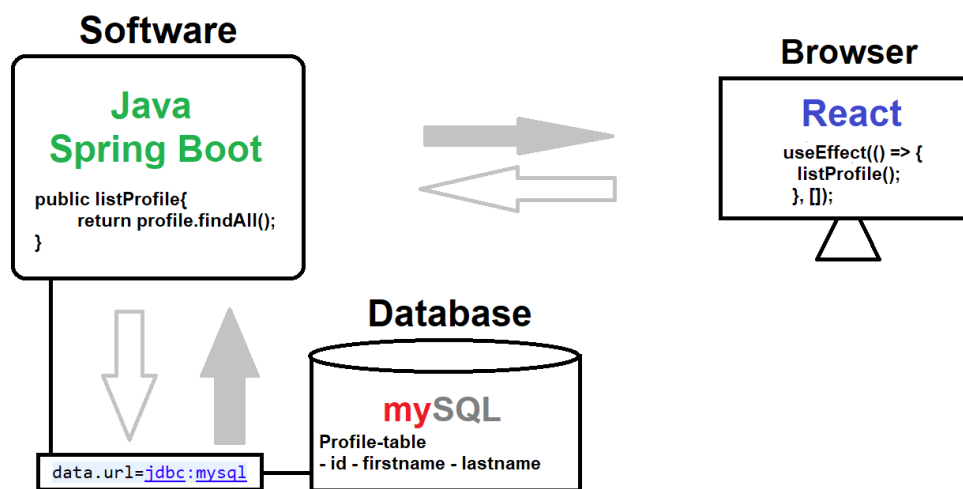 Software
Java
Spring Boot
public listProfile{
return profile.findAll();
}
Browser
React
useEffect(() => {
listProfile();
}, []);
Database
mySQL
Profile-table
- id - firstname - lastname
data.url=jdbc:mysql